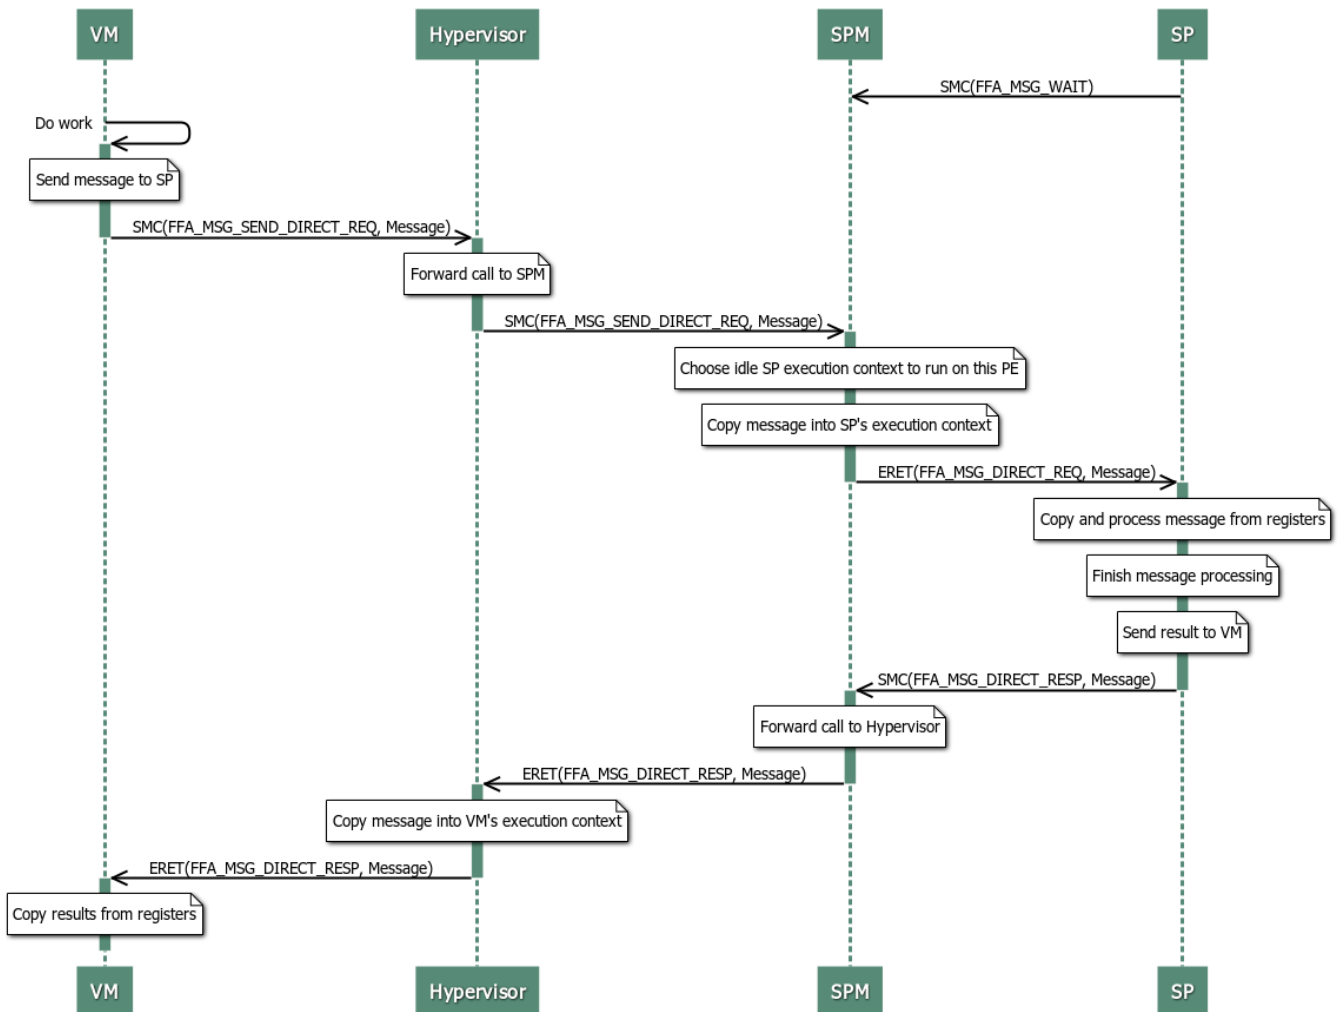 VM
Hypervisor
SPM
SP
SMC(FFA_MSG_WAIT)
Do work
Send message to SP
SMC(FFA_MSG_SEND_DIRECT_REQ, Message)
Forward call to SPM
SMC(FFA_MSG_SEND_DIRECT_REQ, Message)
Choose idle SP execution context to run on this PE
Copy message into SP's execution context
ERET(FFA_MSG_DIRECT_REQ, Message)
Copy and process message from registers
Finish message processing
Send result to VM
SMC(FFA_MSG_DIRECT_RESP, Message)
Forward call to Hypervisor
ERET(FFA_MSG_DIRECT_RESP, Message)
Copy message into VM's execution context
ERET(FFA_MSG_DIRECT_RESP, Message)
Copy results from registers
VM
Hypervisor
SPM
SP